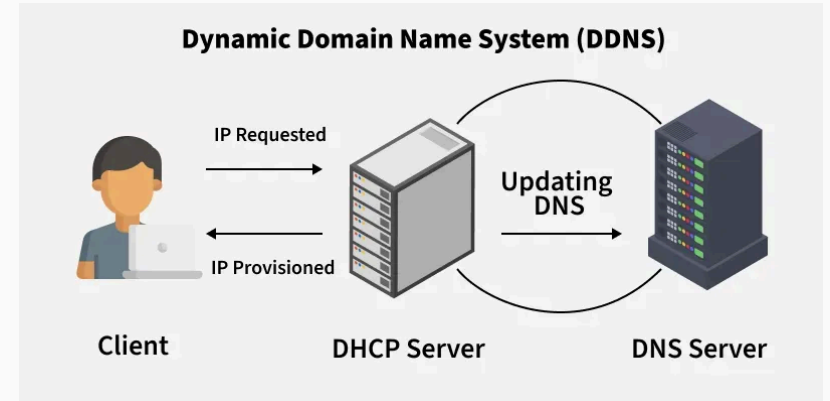 Dynamic Domain Name System (DDNS)
IP Requested
Updating
DNS
IP Provisioned
Client
DHCP Server
DNS Server